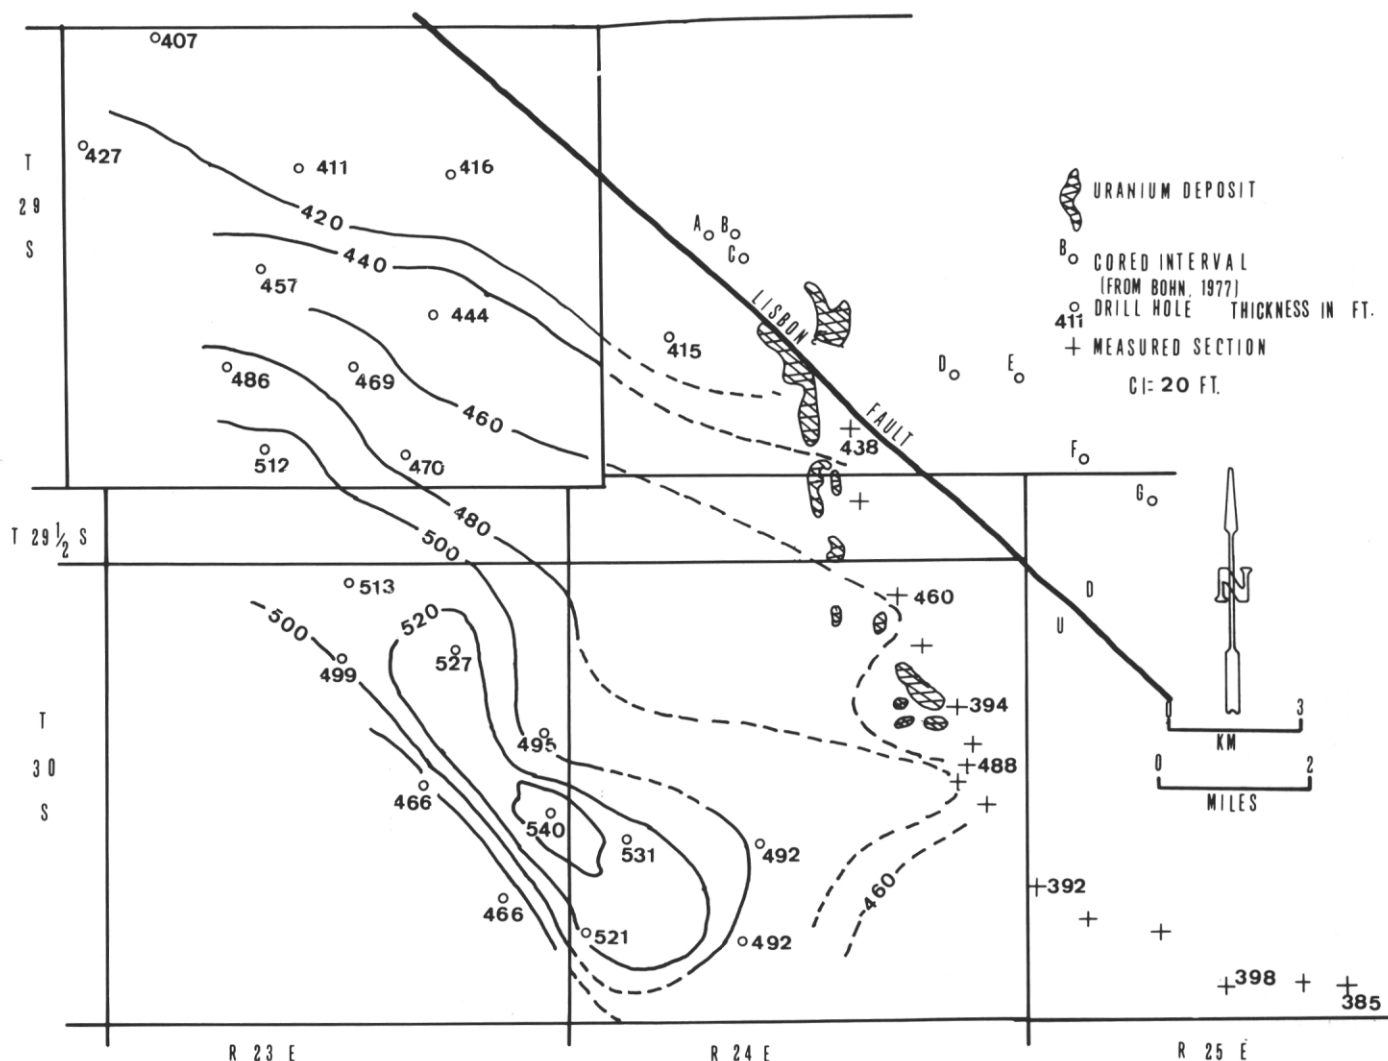 407
427
411
416
T
29
S
420
440
457
444
486
469
460
512
470
A
B
C
LISBON
FAULT
415
438
D
E
F
G
URANIUM DEPOSIT
B
CORED INTERVAL
(FROM BOHN, 1977)
411 DRILL HOLE THICKNESS IN FT.
MEASURED SECTION
CI= 20 FT.
T 29 1/2 S
480
500
513
500
520
527
499
460
D
U
394
495
488
T
30
S
466
540
531
492
466
521
492
460
392
398
385
N
0 3
KM
0 2
MILES
R 23 E
R 24 E
R 25 E